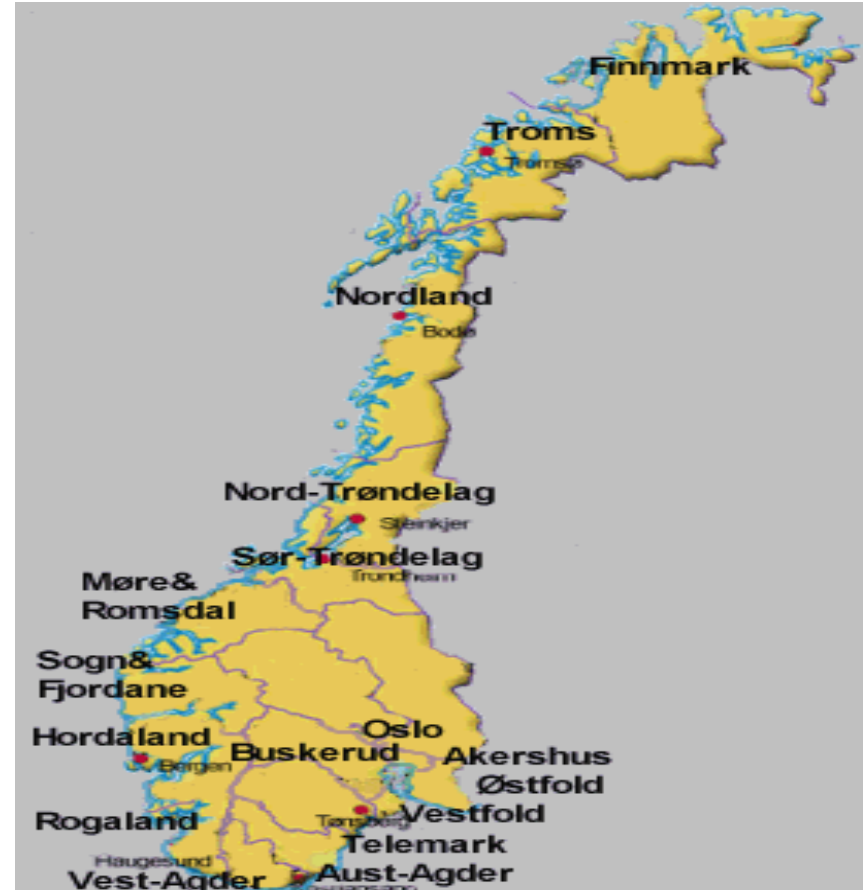 Finnmark
Troms
Tromsø
Nordland
Bodø
Nord-Trøndelag
Steinkjer
Sør-Trøndelag
Trondheim
Møre&
Romsdal
Sogn&
Fjordane
Oslo
Hordaland
Buskerud
Akershus
Bergen
Østfold
Vestfold
Rogaland
Tønsberg
Telemark
Haugesund
Aust-Agder
Vest-Agder